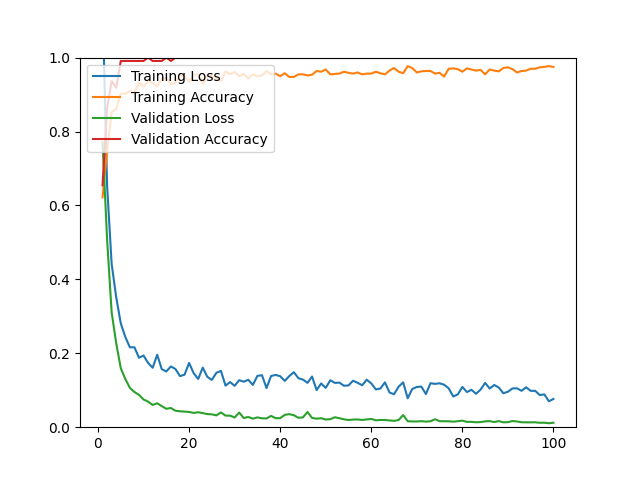 1.0
Training Loss
Training Accuracy
Validation Loss
Validation Accuracy
0.8
0.6
0.4
0.2
0.0
0 20 40 60 80 100